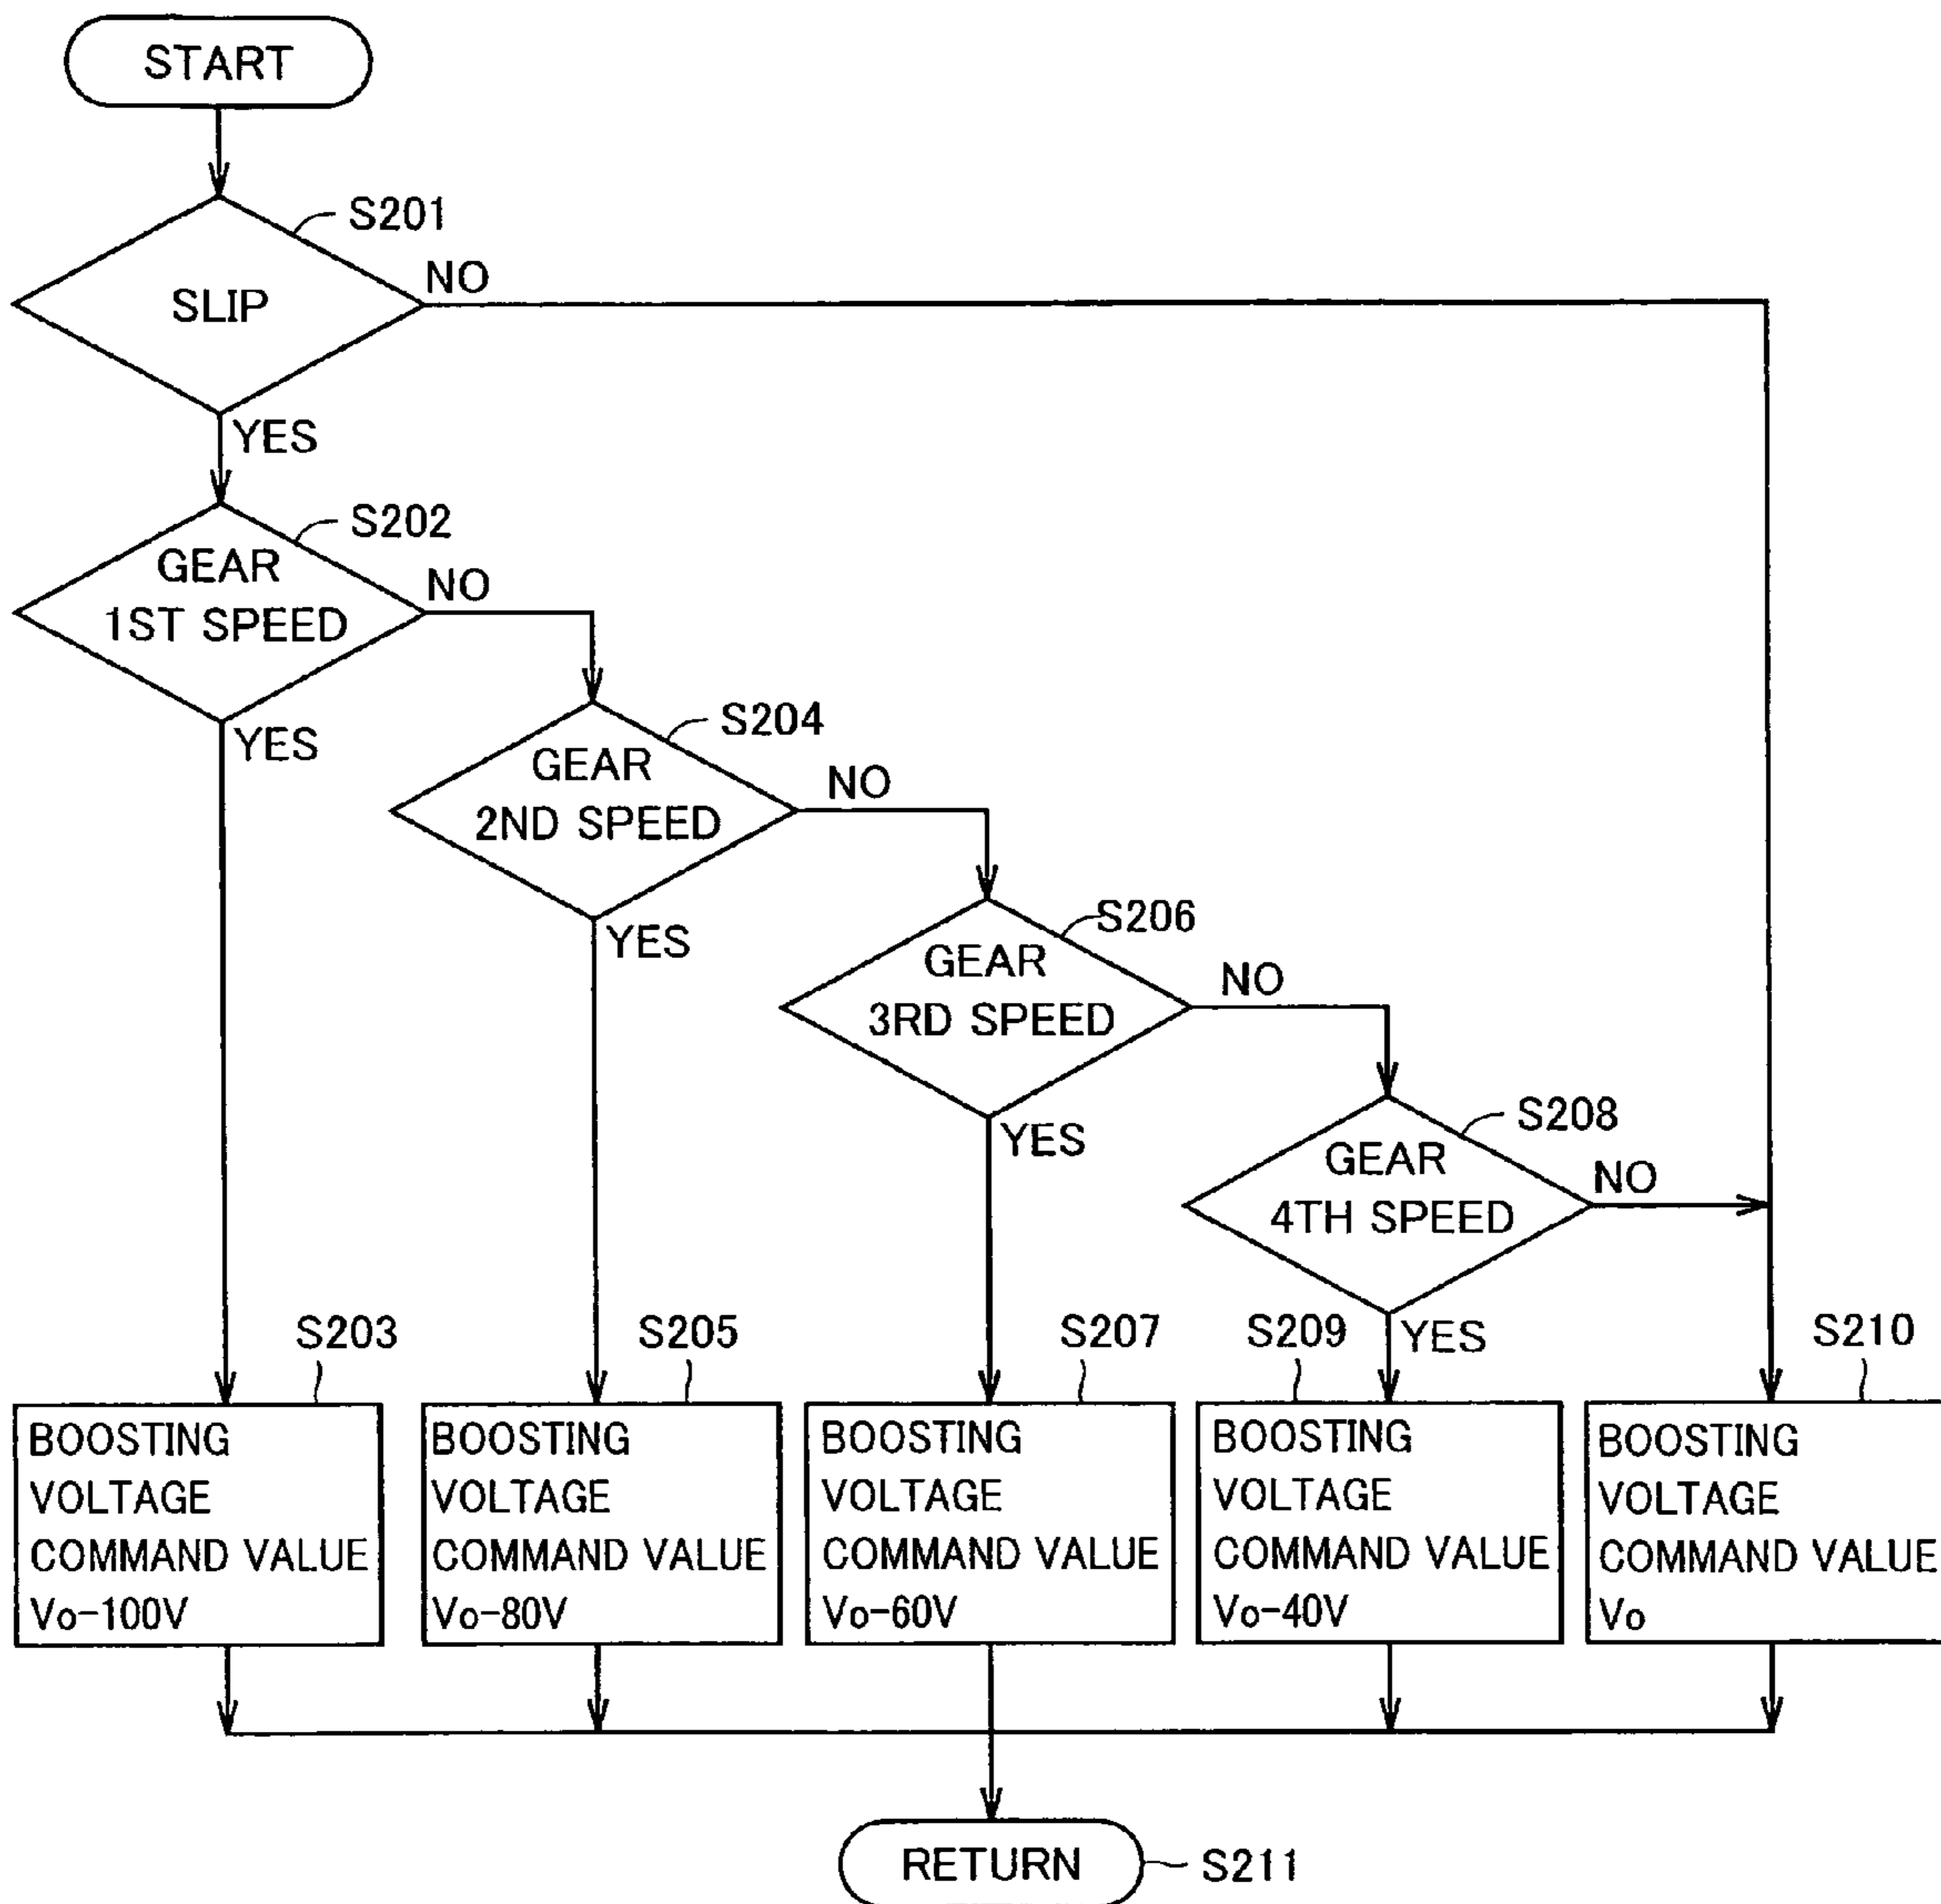 START
S201
NO
SLIP
YES
S202
GEAR
NO
1ST SPEED
YES
S204
GEAR
NO
2ND SPEED
YES
S206
GEAR
NO
3RD SPEED
YES
S208
GEAR
NO
4TH SPEED
YES
S203
BOOSTING
VOLTAGE
COMMAND VALUE
Vo-100V
S205
BOOSTING
VOLTAGE
COMMAND VALUE
Vo-80V
S207
BOOSTING
VOLTAGE
COMMAND VALUE
Vo-60V
S209
BOOSTING
VOLTAGE
COMMAND VALUE
Vo-40V
S210
BOOSTING
VOLTAGE
COMMAND VALUE
Vo
RETURN
S211